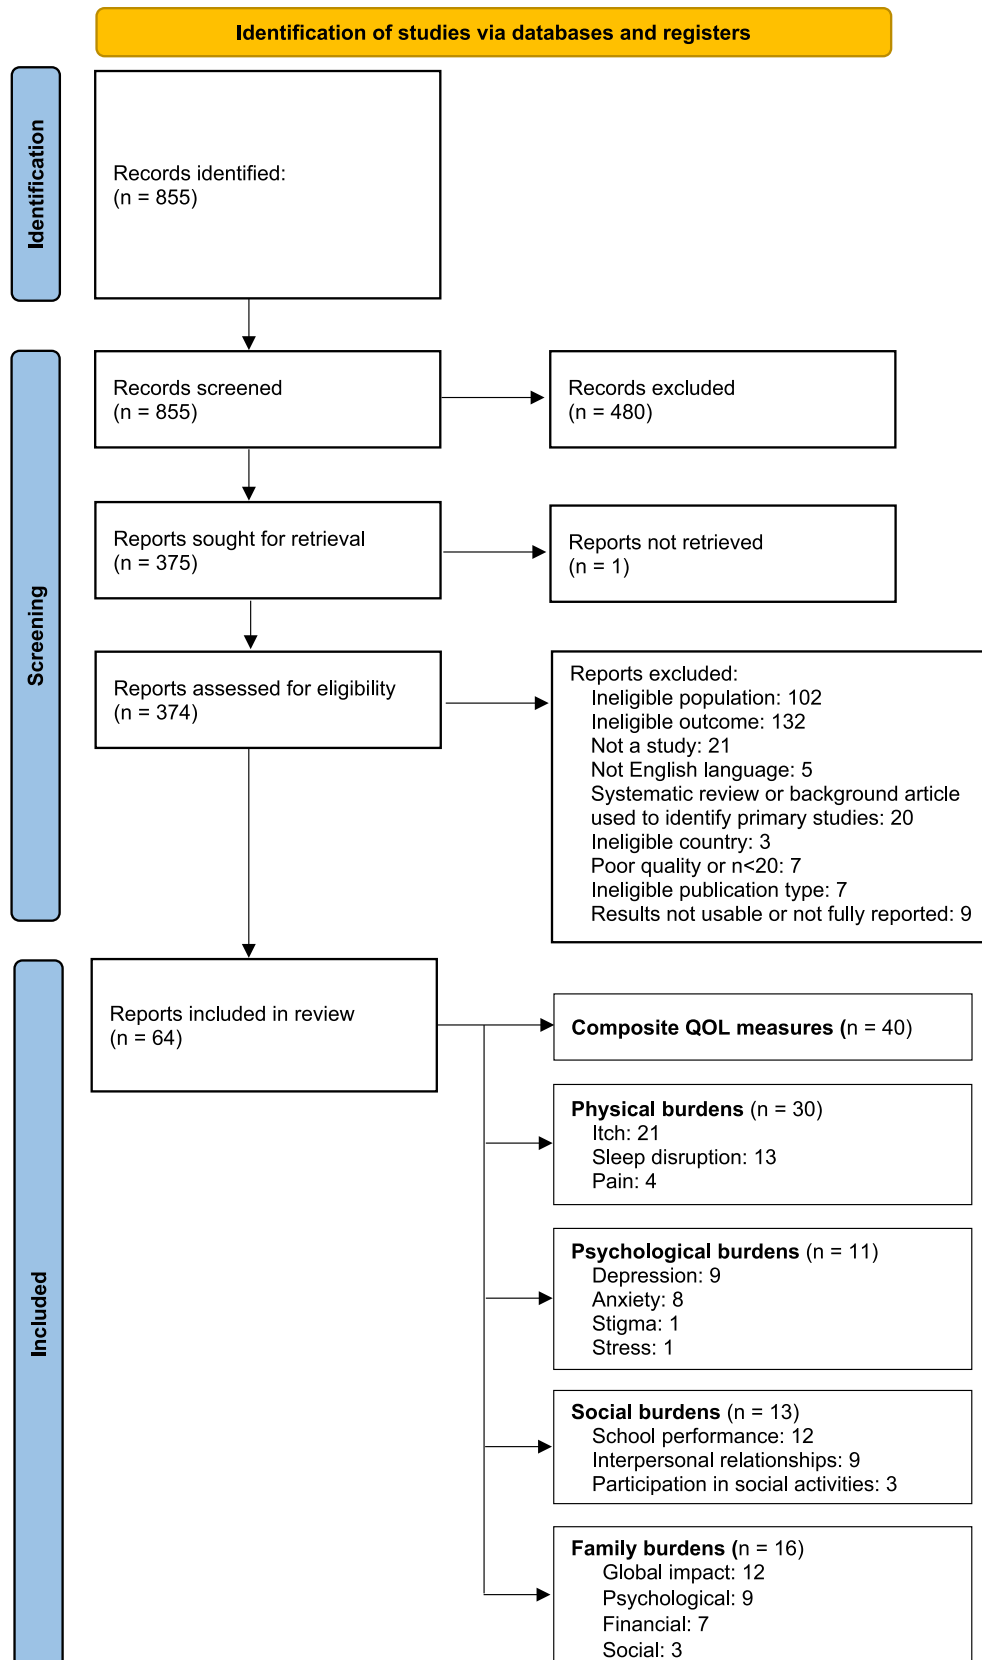 Identification of studies via databases and registers
Identification
Records identified:
(n = 855)
Screening
Records screened
(n = 855)
Records excluded
(n = 480)
Reports sought for retrieval
(n = 375)
Reports not retrieved
(n = 1)
Reports assessed for eligibility
(n = 374)
Reports excluded:
Ineligible population: 102
Ineligible outcome: 132
Not a study: 21
Not English language: 5
Systematic review or background article
used to identify primary studies: 20
Ineligible country: 3
Poor quality or n<20: 7
Ineligible publication type: 7
Results not usable or not fully reported: 9
Included
Reports included in review
(n = 64)
Composite QOL measures (n = 40)
Physical burdens (n = 30)
Itch: 21
Sleep disruption: 13
Pain: 4
Psychological burdens (n = 11)
Depression: 9
Anxiety: 8
Stigma: 1
Stress: 1
Social burdens (n = 13)
School performance: 12
Interpersonal relationships: 9
Participation in social activities: 3
Family burdens (n = 16)
Global impact: 12
Psychological: 9
Financial: 7
Social: 3